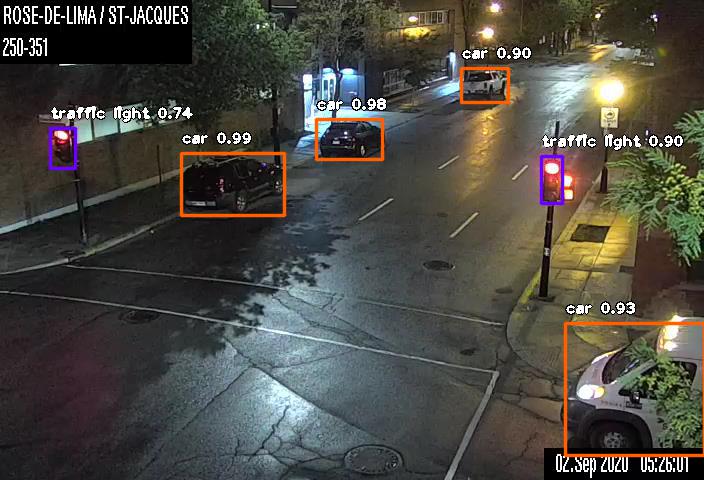 ROSE-DE-LIMA / ST-JACQUES
250-351
car 0.90
traffic light 0.74
car 0.98
car 0.99
traffic light 0.90
car 0.93
02.Sep 2020 05:26:01